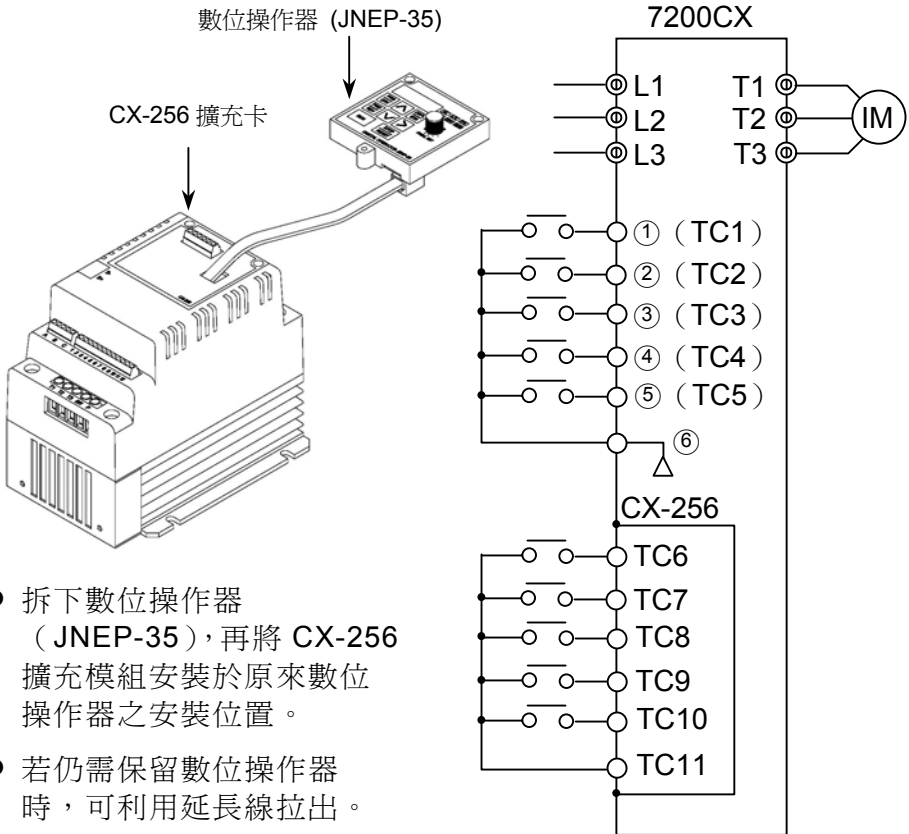 數位操作器 (JNEP-35)
CX-256 擴充卡
拆下數位操作器
（JNEP-35），再將 CX-256
擴充模組安裝於原來數位
操作器之安裝位置。
若仍需保留數位操作器
時，可利用延長線拉出。
7200CX
L1 T1
L2 T2
L3 T3
IM
① （TC1）
② （TC2）
③ （TC3）
④ （TC4）
⑤ （TC5）
⑥
CX-256
TC6
TC7
TC8
TC9
TC10
TC11